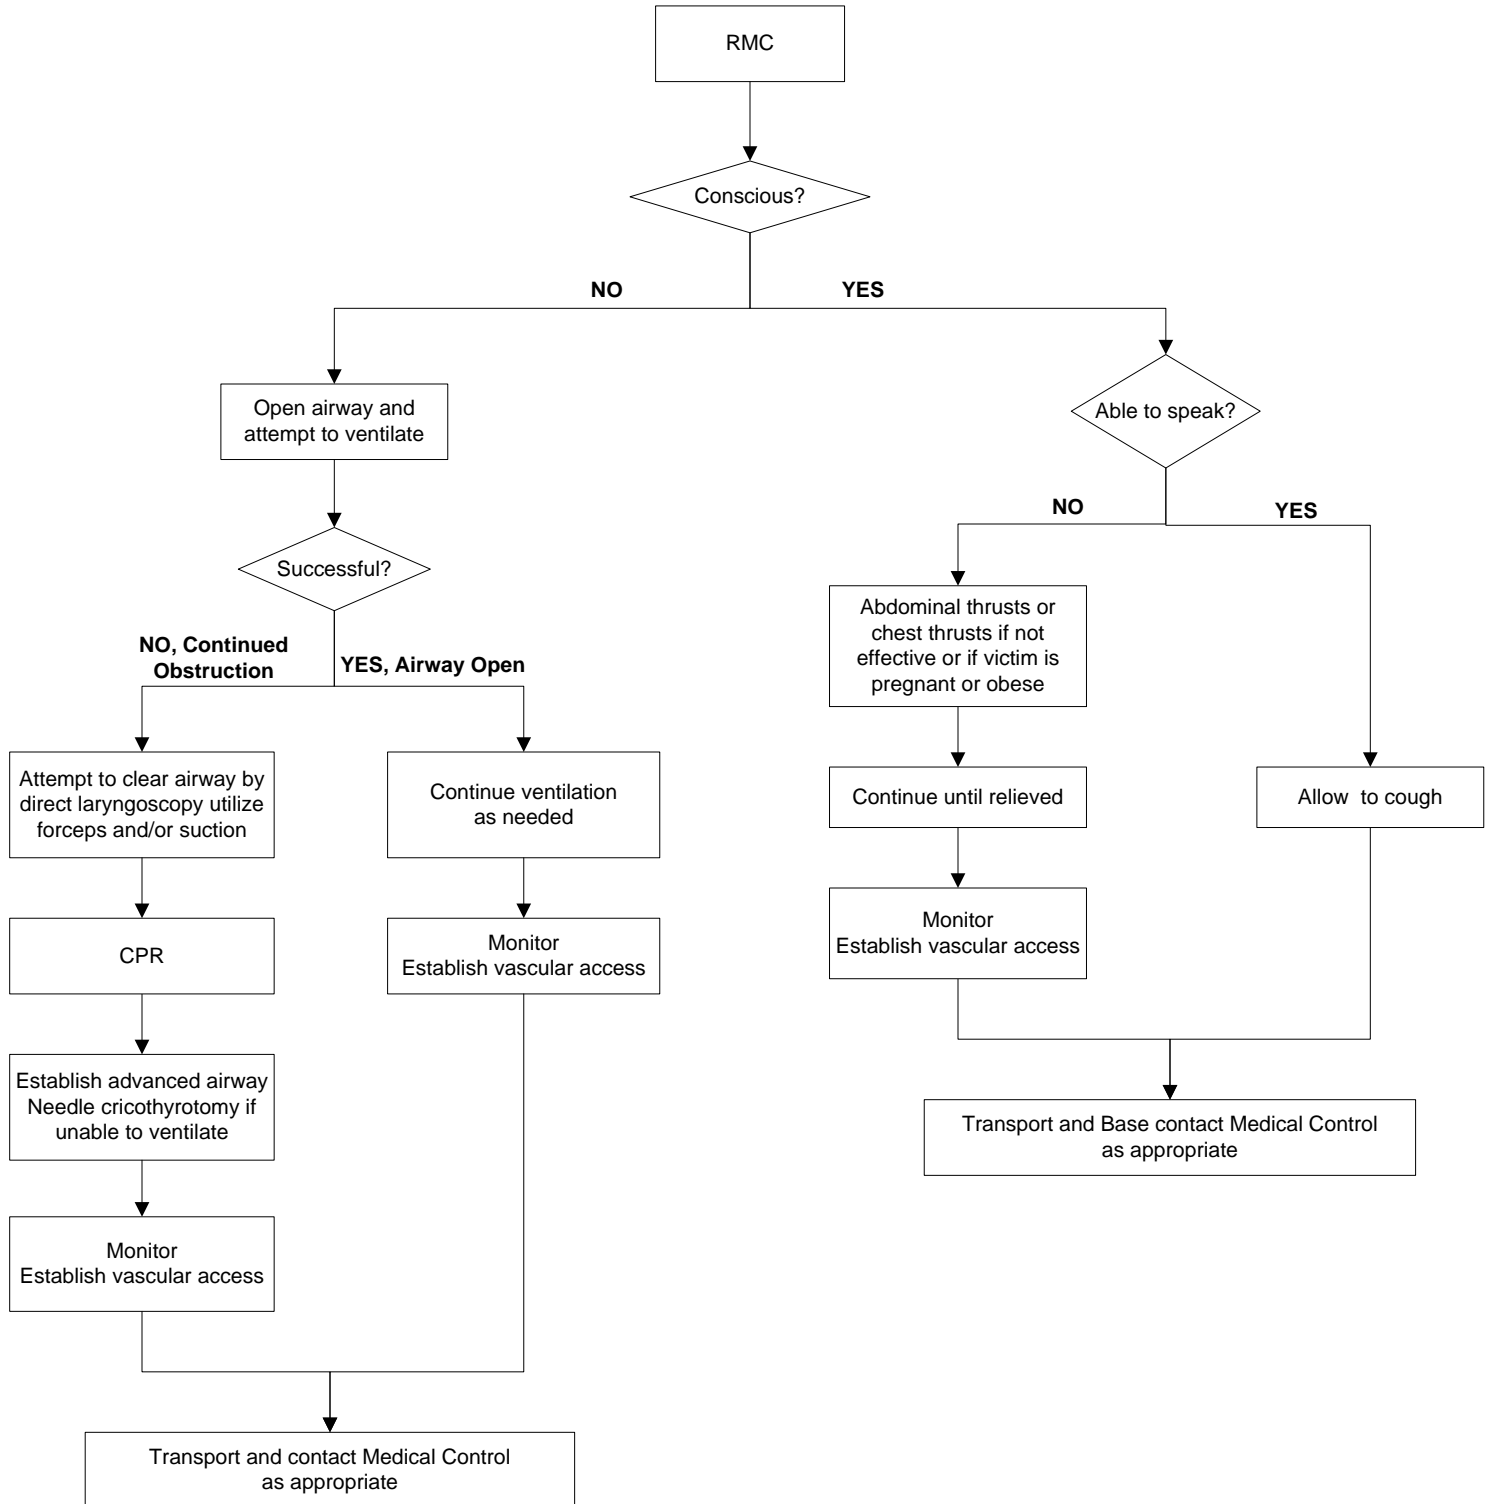 RMC
Conscious?
NO
YES
Open airway and
attempt to ventilate
Able to speak?
NO
YES
Successful?
Abdominal thrusts or
chest thrusts if not
effective or if victim is
pregnant or obese
NO, Continued
Obstruction
YES, Airway Open
Attempt to clear airway by
direct laryngoscopy utilize
forceps and/or suction
Continue ventilation
as needed
Continue until relieved
Allow to cough
CPR
Monitor
Establish vascular access
Monitor
Establish vascular access
Establish advanced airway
Needle cricothyrotomy if
unable to ventilate
Transport and Base contact Medical Control
as appropriate
Monitor
Establish vascular access
Transport and contact Medical Control
as appropriate